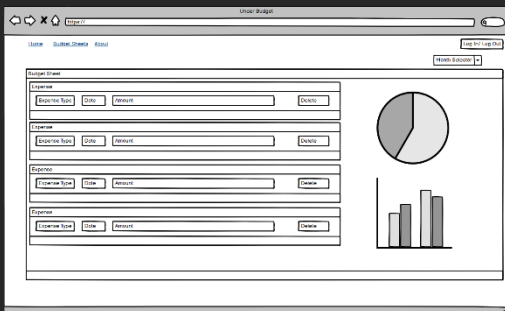 Under Budget
https://
Home Budget Sheets About
Log In/ Log Out
Month Selector
Budget Sheet
Expense
Expense Type Date Amount Delete
Expense
Expense Type Date Amount Delete
Expense
Expense Type Date Amount Delete
Expense
Expense Type Date Amount Delete